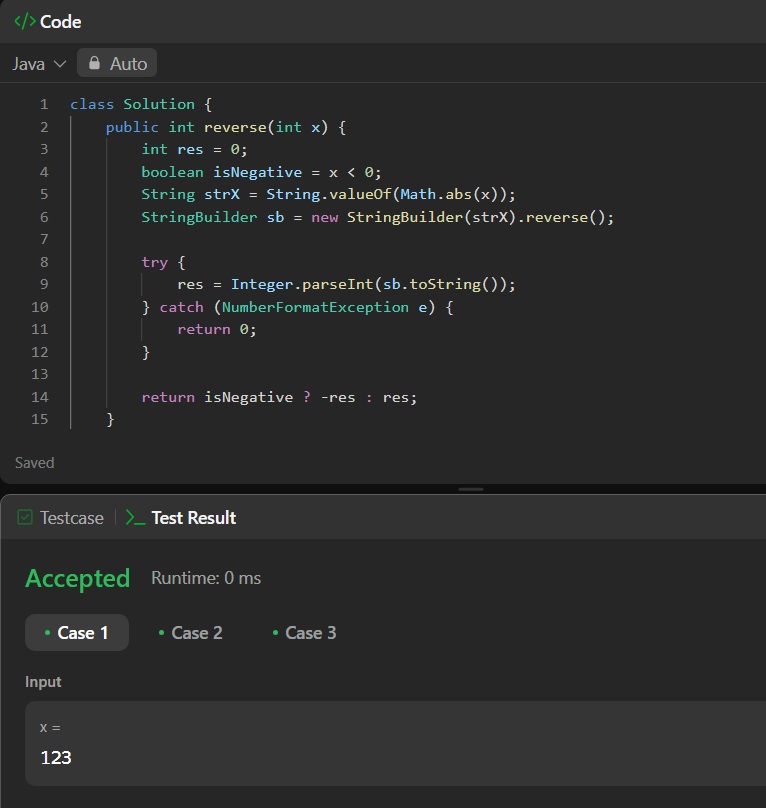 </> Code
Java Auto
1 class Solution {
2     public int reverse(int x) {
3         int res = 0;
4         boolean isNegative = x < 0;
5         String strX = String.valueOf(Math.abs(x));
6         StringBuilder sb = new StringBuilder(strX).reverse();
7
8         try {
9             res = Integer.parseInt(sb.toString());
10         } catch (NumberFormatException e) {
11             return 0;
12         }
13
14         return isNegative ? -res : res;
15     }
Saved
Testcase | >_ Test Result
Accepted Runtime: 0 ms
• Case 1 • Case 2 • Case 3
Input
x =
123